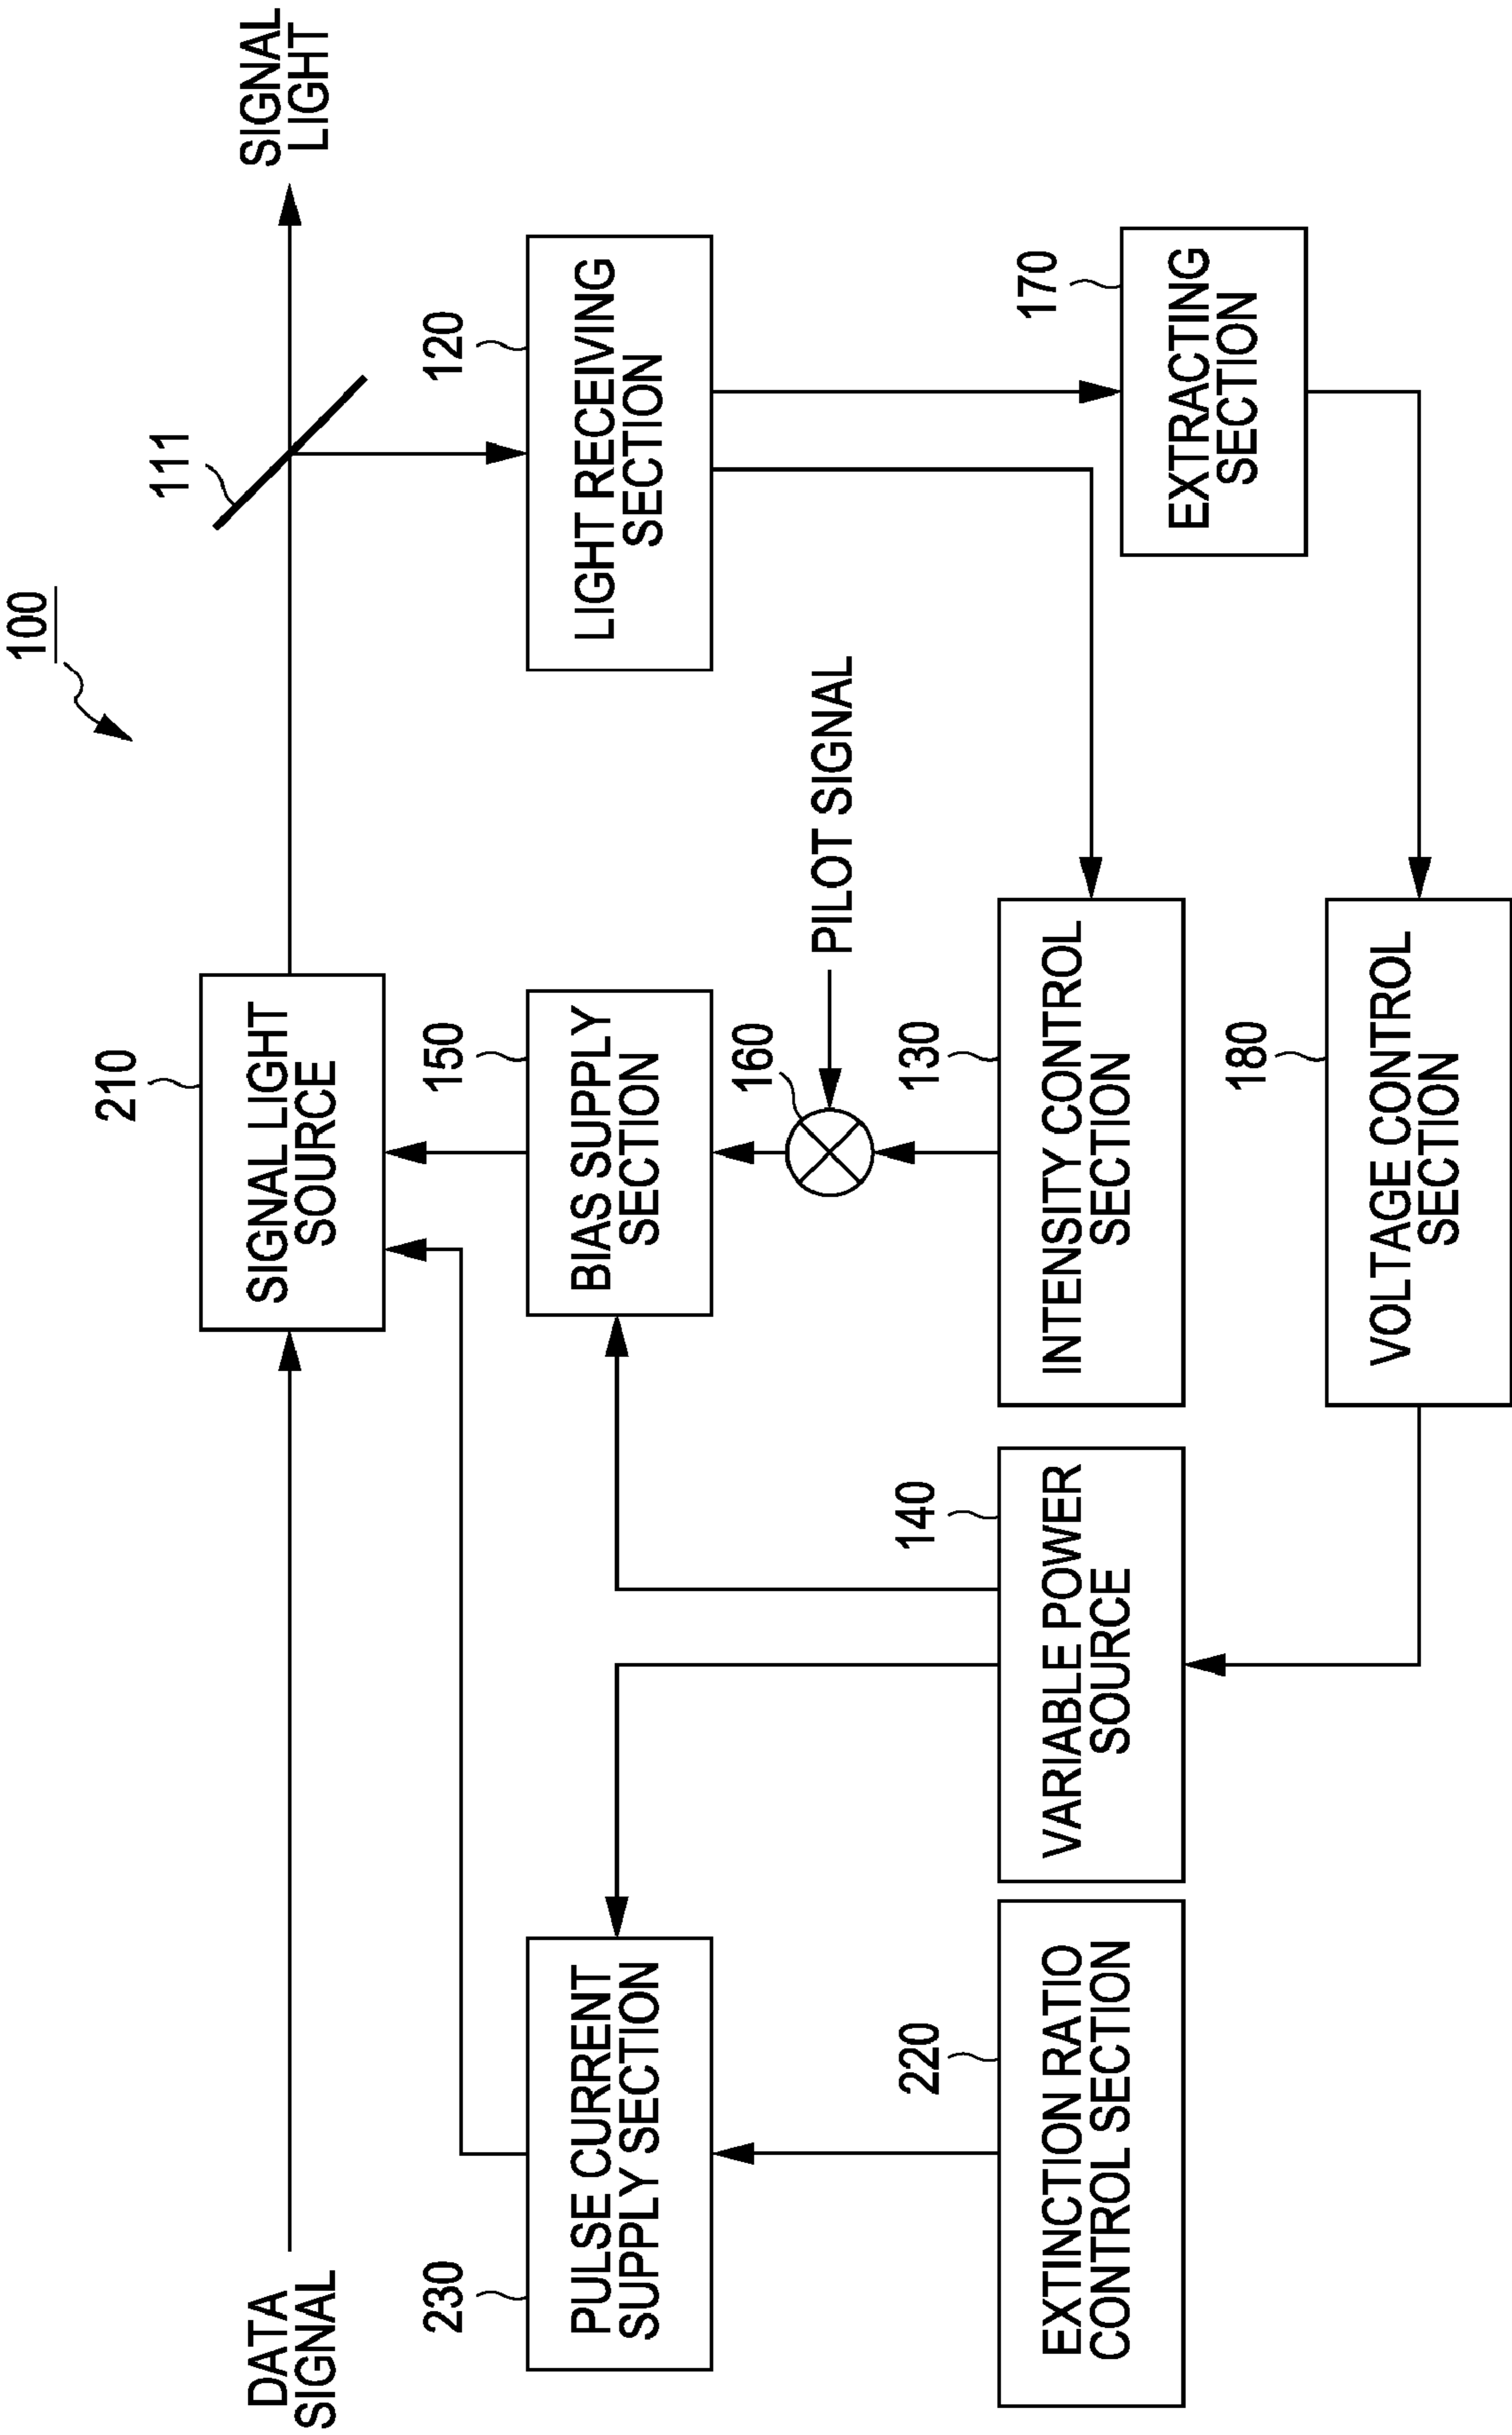 100
DATA
SIGNAL
210
SIGNAL LIGHT
SOURCE
111
SIGNAL
LIGHT
230
PULSE CURRENT
SUPPLY SECTION
150
BIAS SUPPLY
SECTION
120
LIGHT RECEIVING
SECTION
160
PILOT SIGNAL
220
EXTINCTION RATIO
CONTROL SECTION
140
VARIABLE POWER
SOURCE
130
INTENSITY CONTROL
SECTION
170
EXTRACTING
SECTION
180
VOLTAGE CONTROL
SECTION